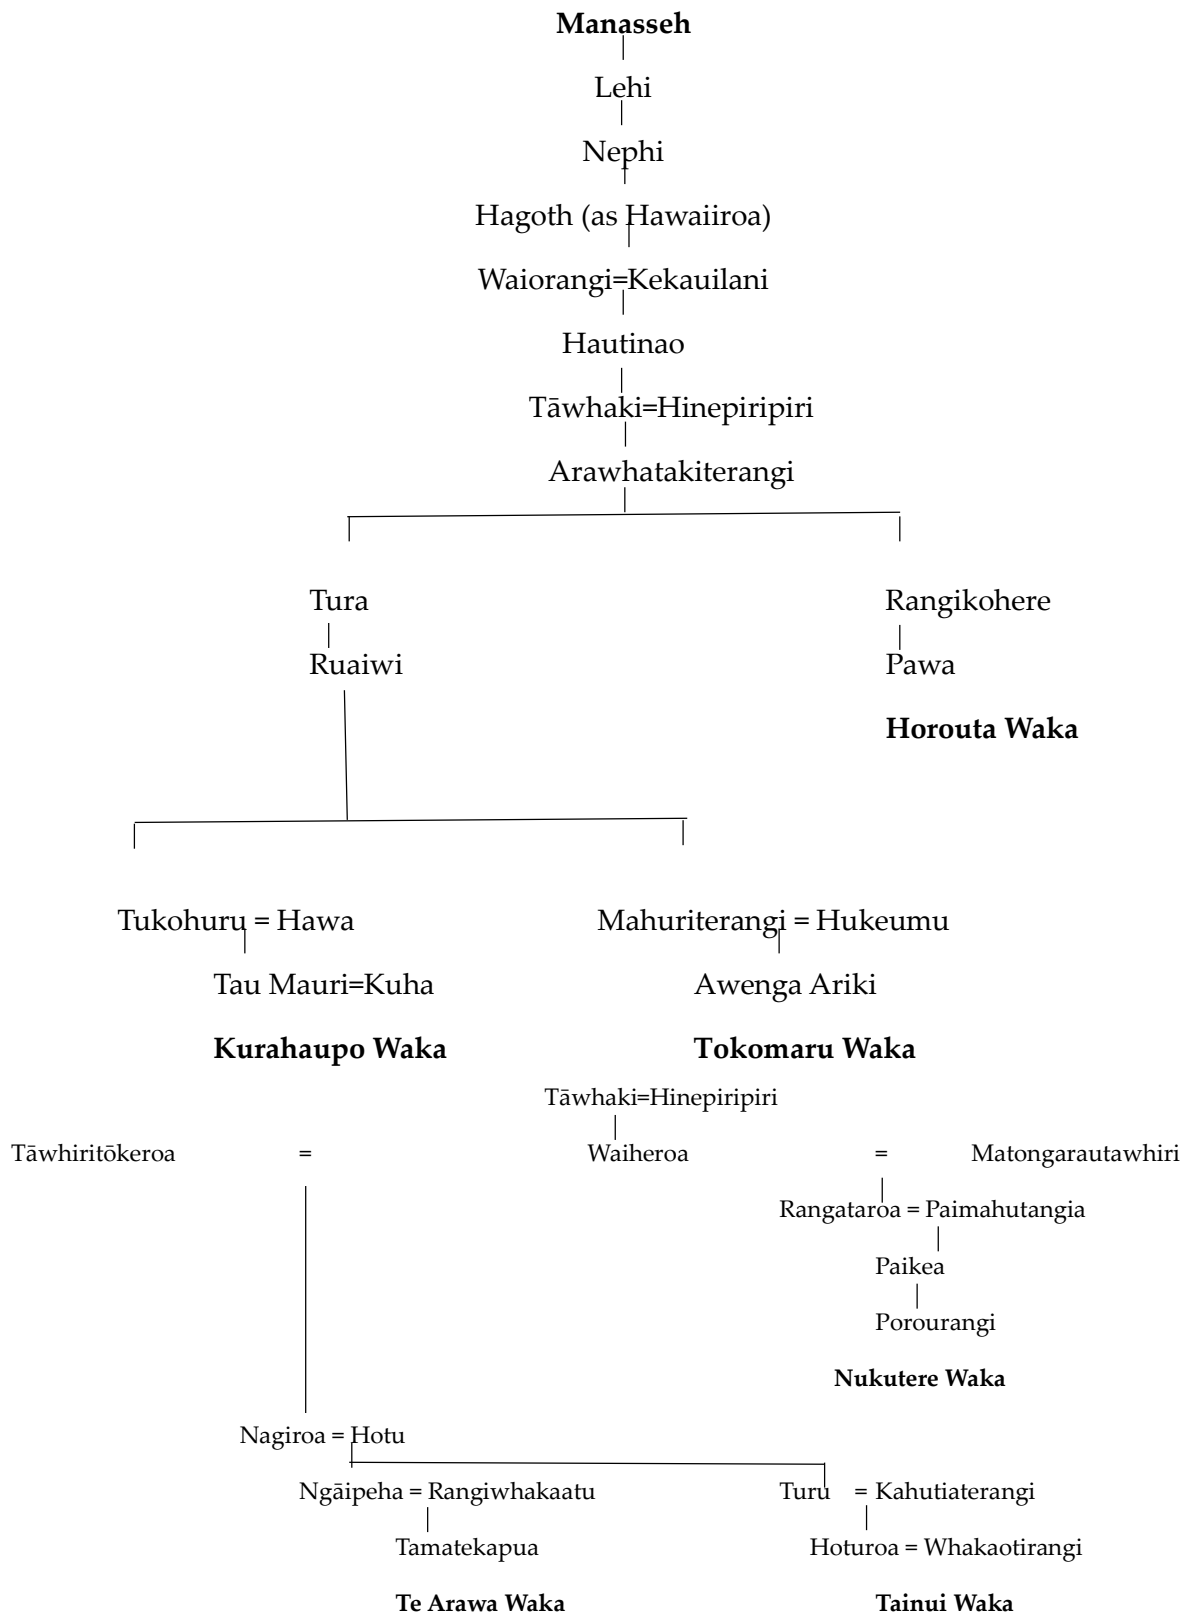 Manasseh
Lehi
Nephi
Hagoth (as Hawaiiroa)
Waiorangi=Kekauilani
Hautinao
Tāwhaki=Hinepiripiri
Arawhatakiterangi
Tura Rangikohere
Ruaiwi Pawa
Horouta Waka
Tukohuru = Hawa Mahuriterangi = Hukeumu
Tau Mauri=Kuha Awenga Ariki
Kurahaupo Waka Tokomaru Waka
Tāwhaki=Hinepiripiri
Tāwhiritōkeroa = Waiheroa = Matongarautawhiri
Rangataroa = Paimahutangia
Paikea
Porourangi
Nukutere Waka
Nagiroa = Hotu
Ngāipeha = Rangiwhakaatu Turu = Kahutiaterangi
Tamatekapua Hoturoa = Whakaotirangi
Te Arawa Waka Tainui Waka